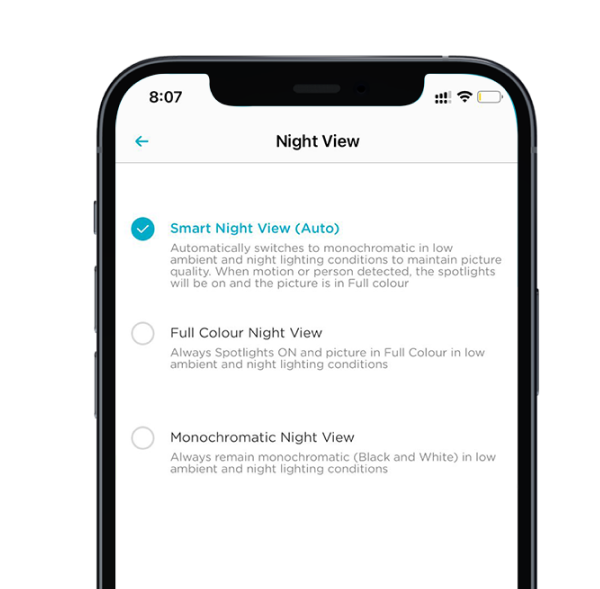 8:07
Night View
Smart Night View (Auto)
Automatically switches to monochromatic in low
ambient and night lighting conditions to maintain picture
quality. When motion or person detected, the spotlights
will be on and the picture is in Full colour
Full Colour Night View
Always Spotlights ON and picture in Full Colour in low
ambient and night lighting conditions
Monochromatic Night View
Always remain monochromatic (Black and White) in low
ambient and night lighting conditions